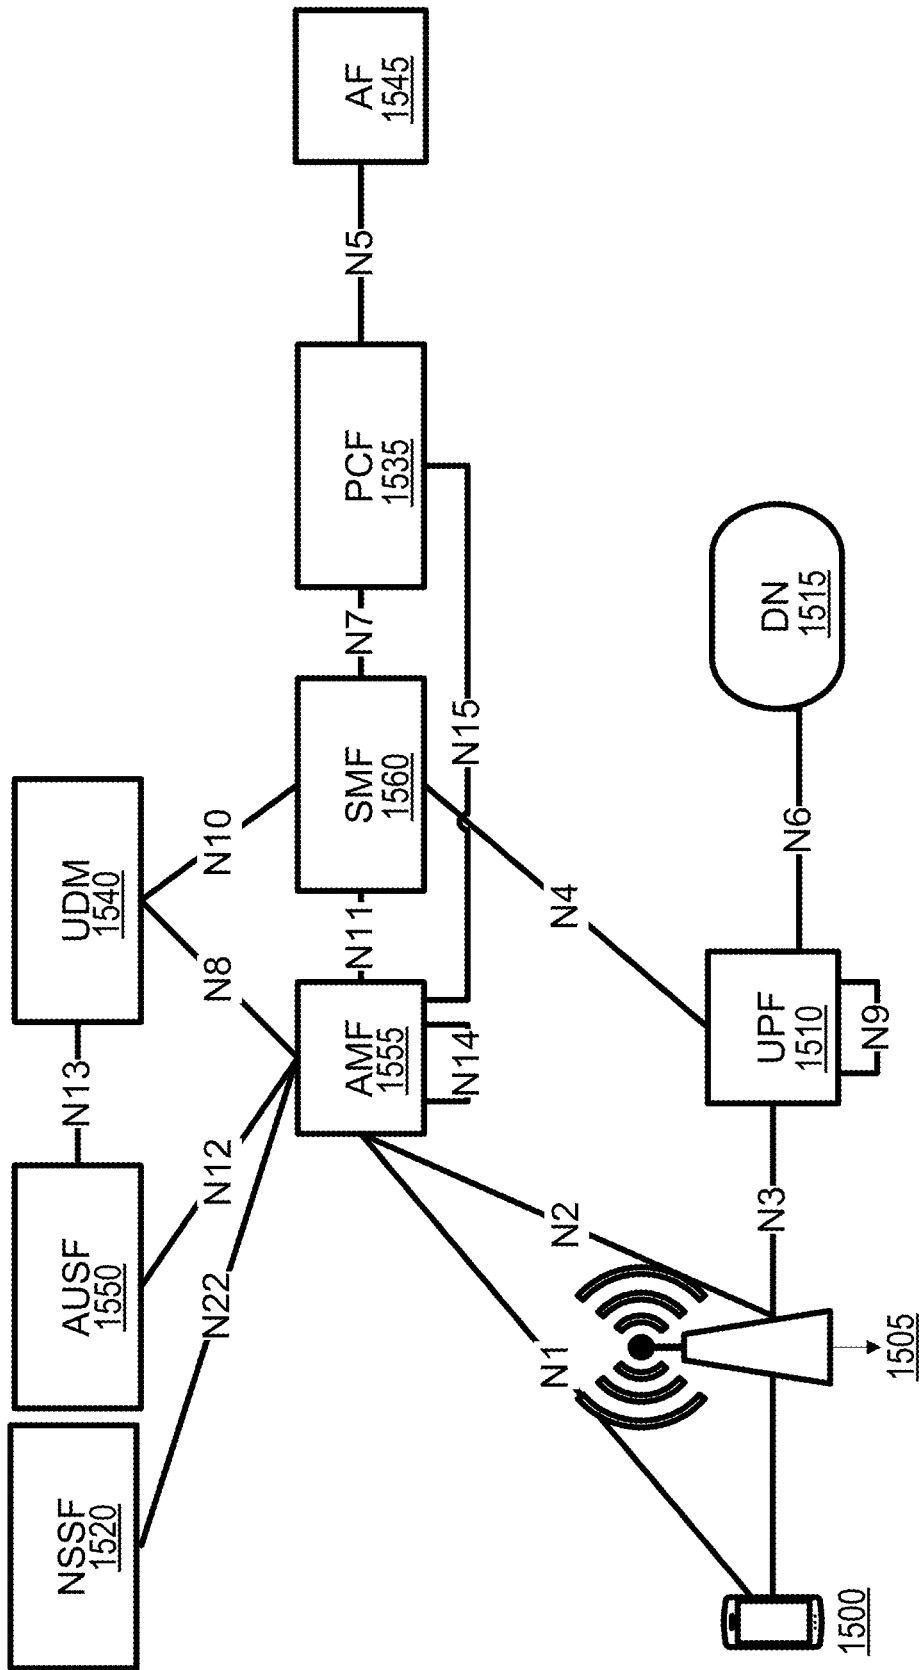 NSSF
1520
AUSF
1550
N13
UDM
1540
N22
N12
N8
N10
AMF
1555
N11
SMF
1560
N7
PCF
1535
N5
AF
1545
N14
N15
N1
N2
N4
1500
1505
N3
UPF
1510
N9
N6
DN
1515